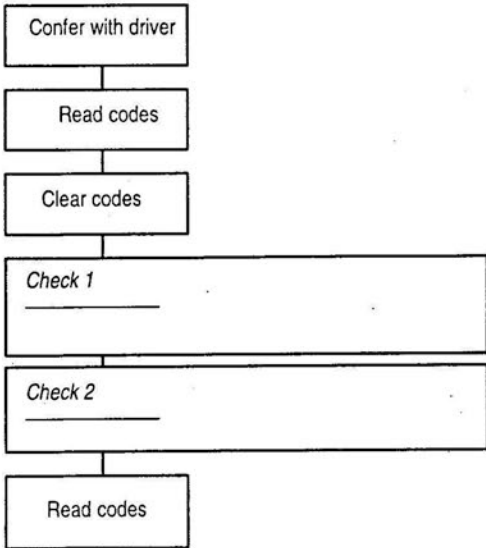 Confer with driver
Read codes
Clear codes
Check 1
Check 2
Read codes